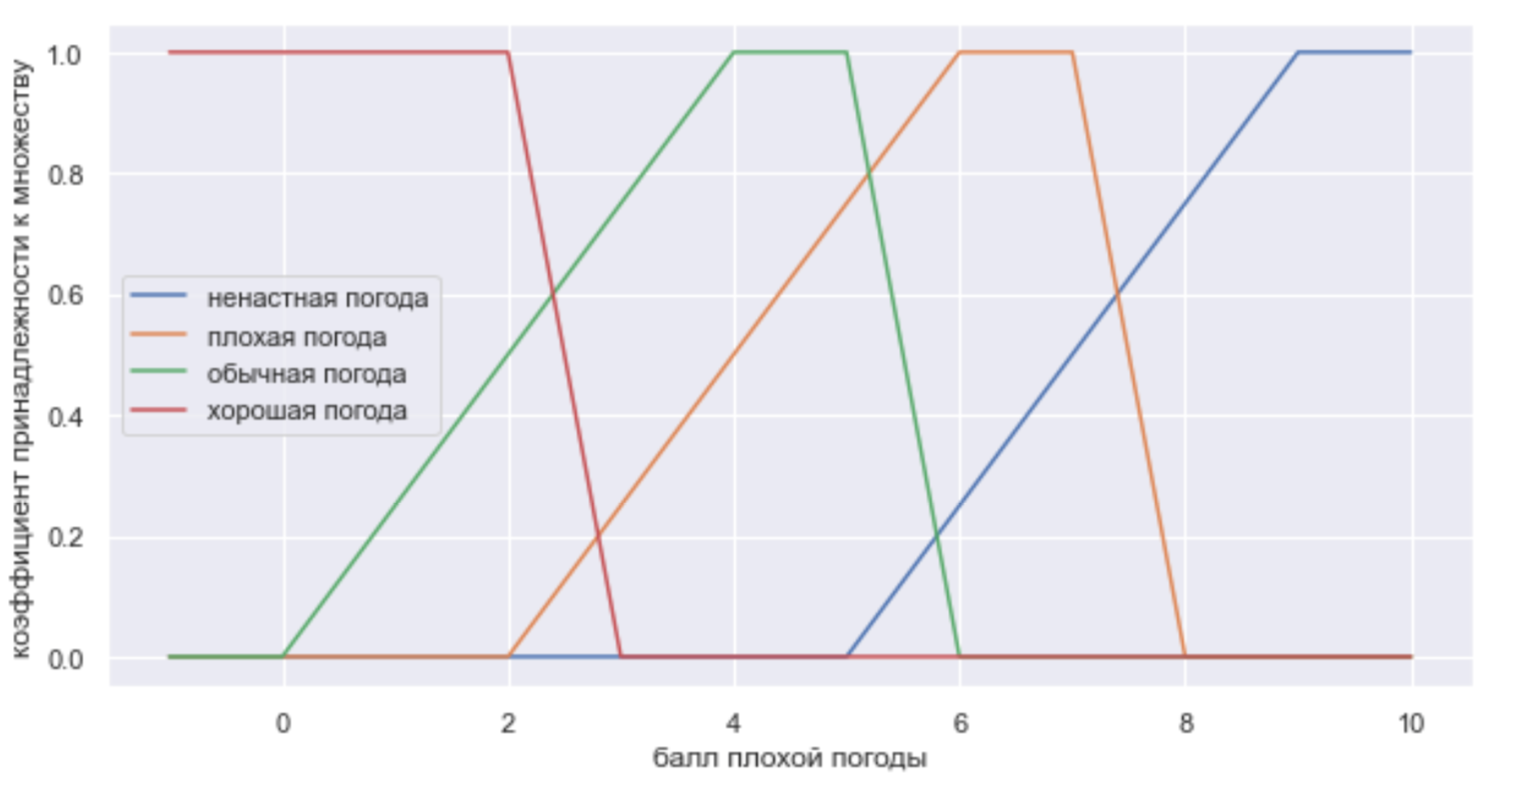 коэффициент принадлежности к множеству
1.0
0.8
0.6
0.4
0.2
0.0
ненастная погода
плохая погода
обычная погода
хорошая погода
0 2 4 6 8 10
балл плохой погоды